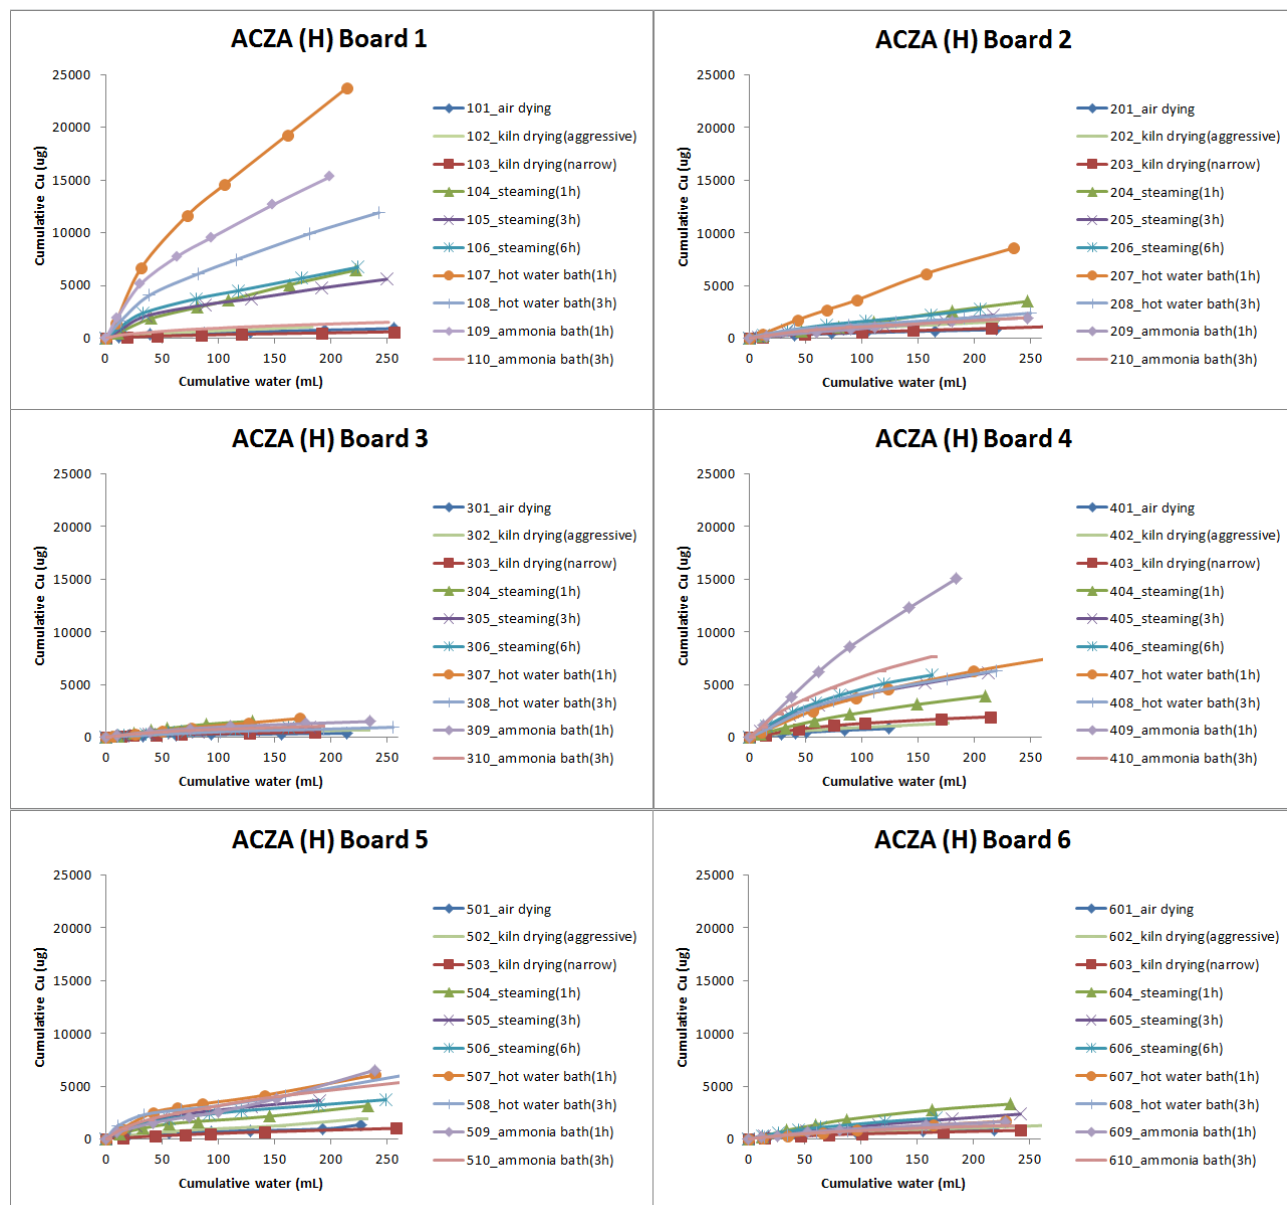 ACZA (H) Board 1
25000
20000
15000
10000
5000
0
0 50 100 150 200 250
Cumulative Cu (ug)
Cumulative water (mL)
101_air dying
102_kiln drying(aggressive)
103_kiln drying(narrow)
104_steaming(1h)
105_steaming(3h)
106_steaming(6h)
107_hot water bath(1h)
108_hot water bath(3h)
109_ammonia bath(1h)
110_ammonia bath(3h)
ACZA (H) Board 2
25000
20000
15000
10000
5000
0
0 50 100 150 200 250
Cumulative Cu (ug)
Cumulative water (mL)
201_air dying
202_kiln drying(aggressive)
203_kiln drying(narrow)
204_steaming(1h)
205_steaming(3h)
206_steaming(6h)
207_hot water bath(1h)
208_hot water bath(3h)
209_ammonia bath(1h)
210_ammonia bath(3h)
ACZA (H) Board 3
25000
20000
15000
10000
5000
0
0 50 100 150 200 250
Cumulative Cu (ug)
Cumulative water (mL)
301_air dying
302_kiln drying(aggressive)
303_kiln drying(narrow)
304_steaming(1h)
305_steaming(3h)
306_steaming(6h)
307_hot water bath(1h)
308_hot water bath(3h)
309_ammonia bath(1h)
310_ammonia bath(3h)
ACZA (H) Board 4
25000
20000
15000
10000
5000
0
0 50 100 150 200 250
Cumulative Cu (ug)
Cumulative water (mL)
401_air dying
402_kiln drying(aggressive)
403_kiln drying(narrow)
404_steaming(1h)
405_steaming(3h)
406_steaming(6h)
407_hot water bath(1h)
408_hot water bath(3h)
409_ammonia bath(1h)
410_ammonia bath(3h)
ACZA (H) Board 5
25000
20000
15000
10000
5000
0
0 50 100 150 200 250
Cumulative Cu (ug)
Cumulative water (mL)
501_air dying
502_kiln drying(aggressive)
503_kiln drying(narrow)
504_steaming(1h)
505_steaming(3h)
506_steaming(6h)
507_hot water bath(1h)
508_hot water bath(3h)
509_ammonia bath(1h)
510_ammonia bath(3h)
ACZA (H) Board 6
25000
20000
15000
10000
5000
0
0 50 100 150 200 250
Cumulative Cu (ug)
Cumulative water (mL)
601_air dying
602_kiln drying(aggressive)
603_kiln drying(narrow)
604_steaming(1h)
605_steaming(3h)
606_steaming(6h)
607_hot water bath(1h)
608_hot water bath(3h)
609_ammonia bath(1h)
610_ammonia bath(3h)